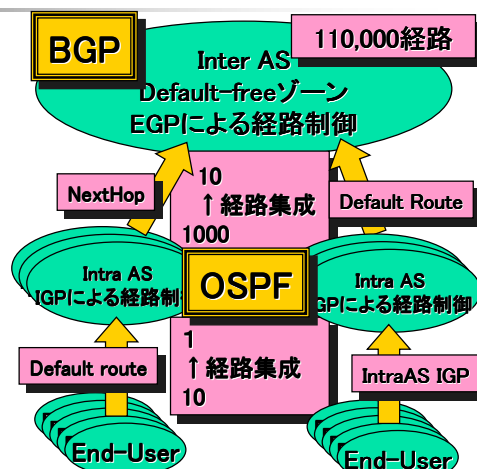 BGP
110,000経路
Inter AS
Default-freeゾーン
EGPによる経路制御
NextHop
10
↑経路集成
1000
Default Route
Intra AS
IGPによる経路制
OSPF
Intra AS
GPによる経路制御
Default route
1
↑経路集成
10
IntraAS IGP
End-User
End-User